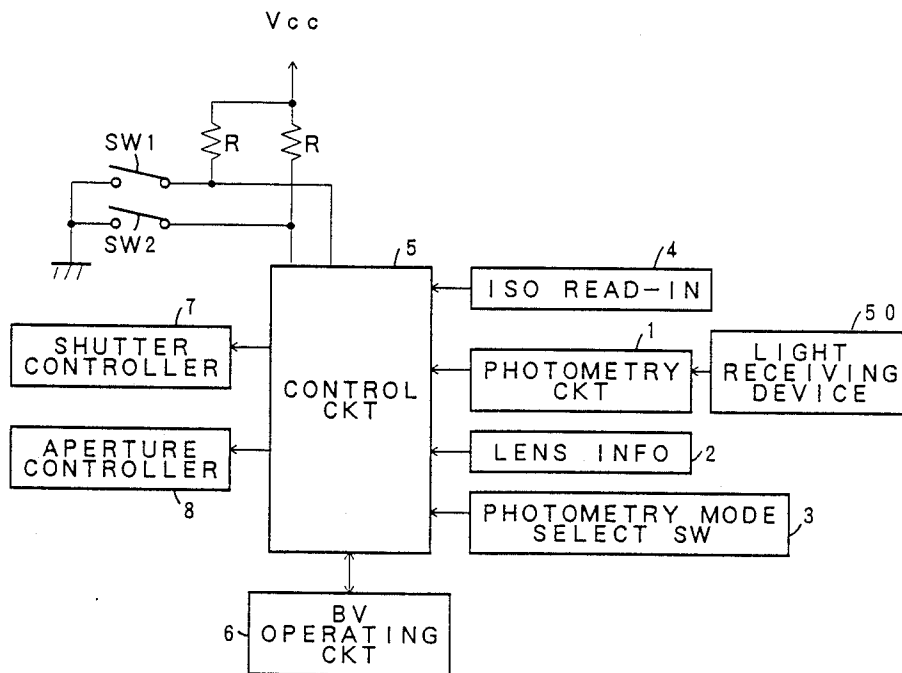 Vcc
R
R
SW1
SW2
5
4
ISO READ-IN
7
SHUTTER
CONTROLLER
1
PHOTOMETRY
CKT
50
LIGHT
RECEIVING
DEVICE
CONTROL
CKT
APERTURE
CONTROLLER
8
LENS INFO
2
PHOTOMETRY MODE
SELECT SW
3
6
BV
OPERATING
CKT